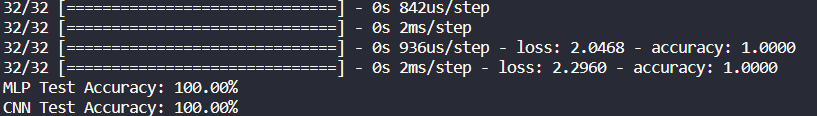 32/32 [==============================] - 0s 842us/step
32/32 [==============================] - 0s 2ms/step
32/32 [==============================] - 0s 936us/step - loss: 2.0468 - accuracy: 1.0000
32/32 [==============================] - 0s 2ms/step - loss: 2.2960 - accuracy: 1.0000
MLP Test Accuracy: 100.00%
CNN Test Accuracy: 100.00%